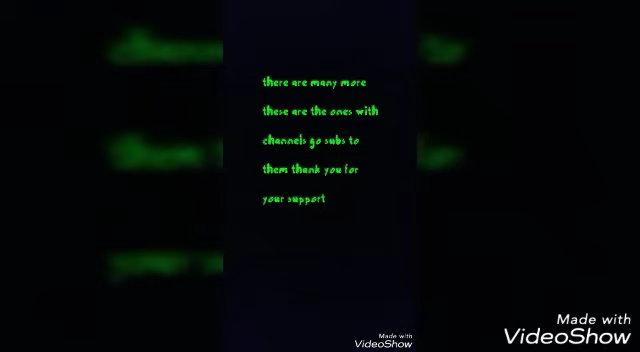 there are many more
these are the ones with
channels go subs to
them thank you for
your support
Made with
VideoShow
Made with
VideoShow